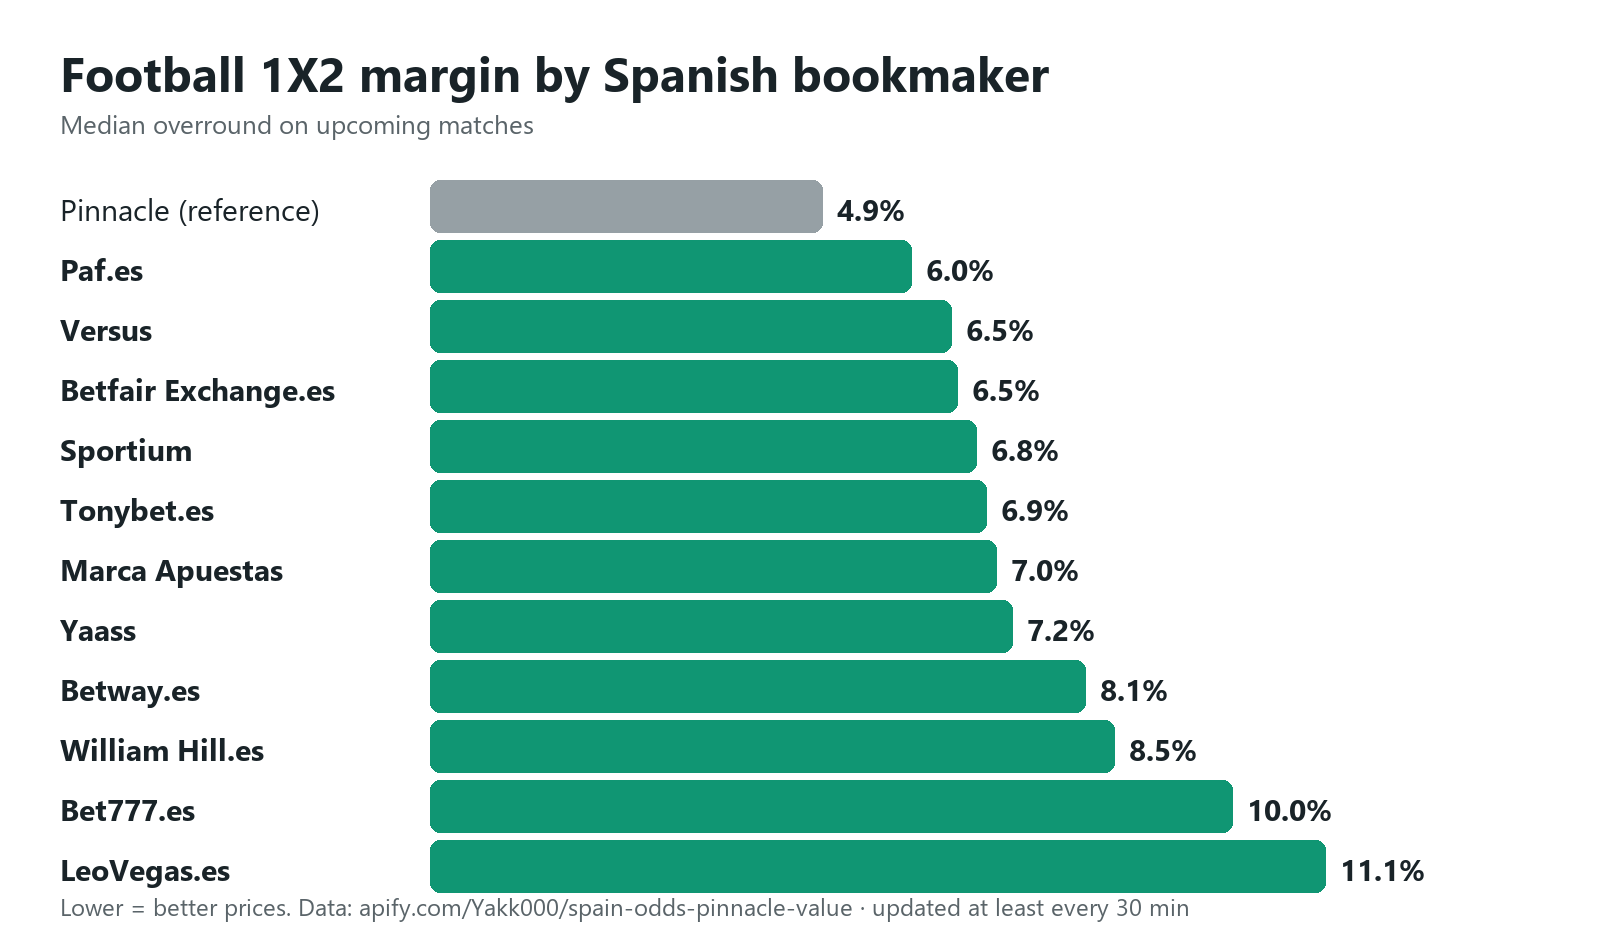 Football 1X2 margin by Spanish bookmaker
Median overround on upcoming matches
Pinnacle (reference) 4.9%
Paf.es 6.0%
Versus 6.5%
Betfair Exchange.es 6.5%
Sportium 6.8%
Tonybet.es 6.9%
Marca Apuestas 7.0%
Yaass 7.2%
Betway.es 8.1%
William Hill.es 8.5%
Bet777.es 10.0%
LeoVegas.es 11.1%
Lower = better prices. Data: apify.com/Yakk000/spain-odds-pinnacle-value · updated at least every 30 min